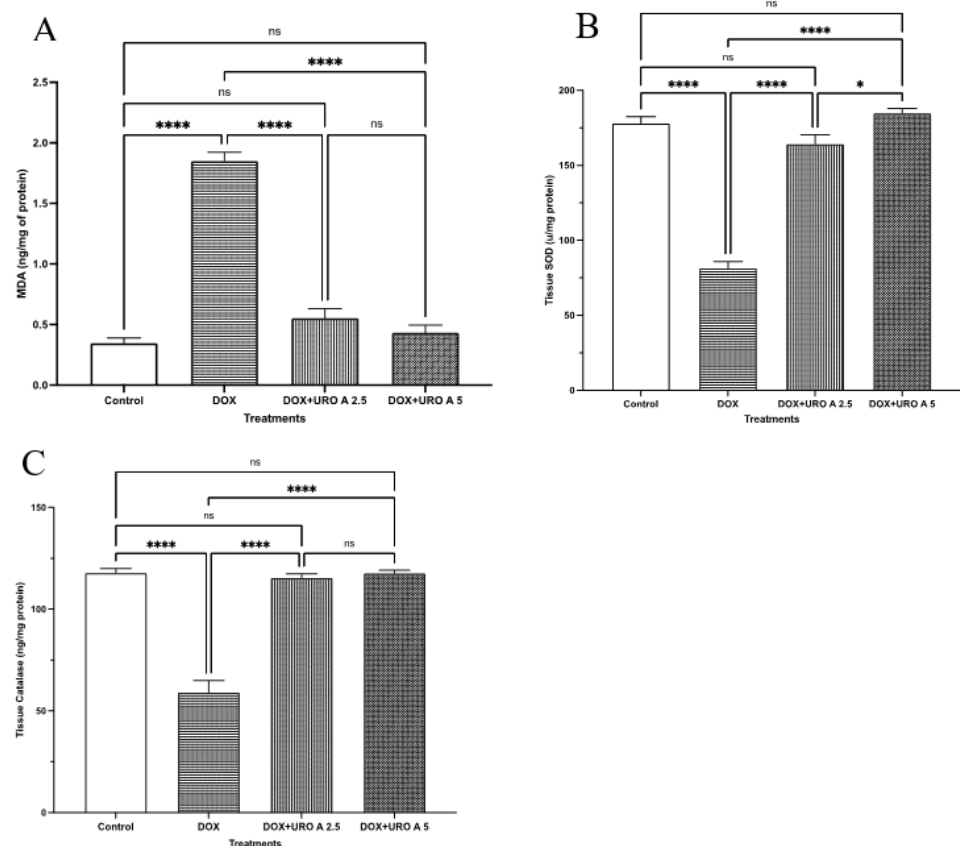 A
ns
****
ns
**** **** ns
2.5
2.0
1.5
1.0
0.5
0.0
MDA (ng/mg of protein)
Control DOX DOX+URO A 2.5 DOX+URO A 5
Treatments
B
ns
****
ns
**** **** *
200
150
100
50
0
Tissue SOD (u/mg protein)
Control DOX DOX+URO A 2.5 DOX+URO A 5
Treatments
C
ns
****
ns
**** **** ns
150
100
50
0
Tissue Catalase (ng/mg protein)
Control DOX DOX+URO A 2.5 DOX+URO A 5
Treatments